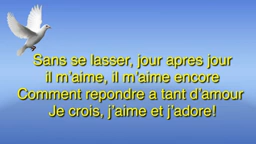 Sans se lasser, jour apres jour
il m'aime, il m'aime encore
Comment repondre a tant d'amour
Je crois, j'aime et j'adore!